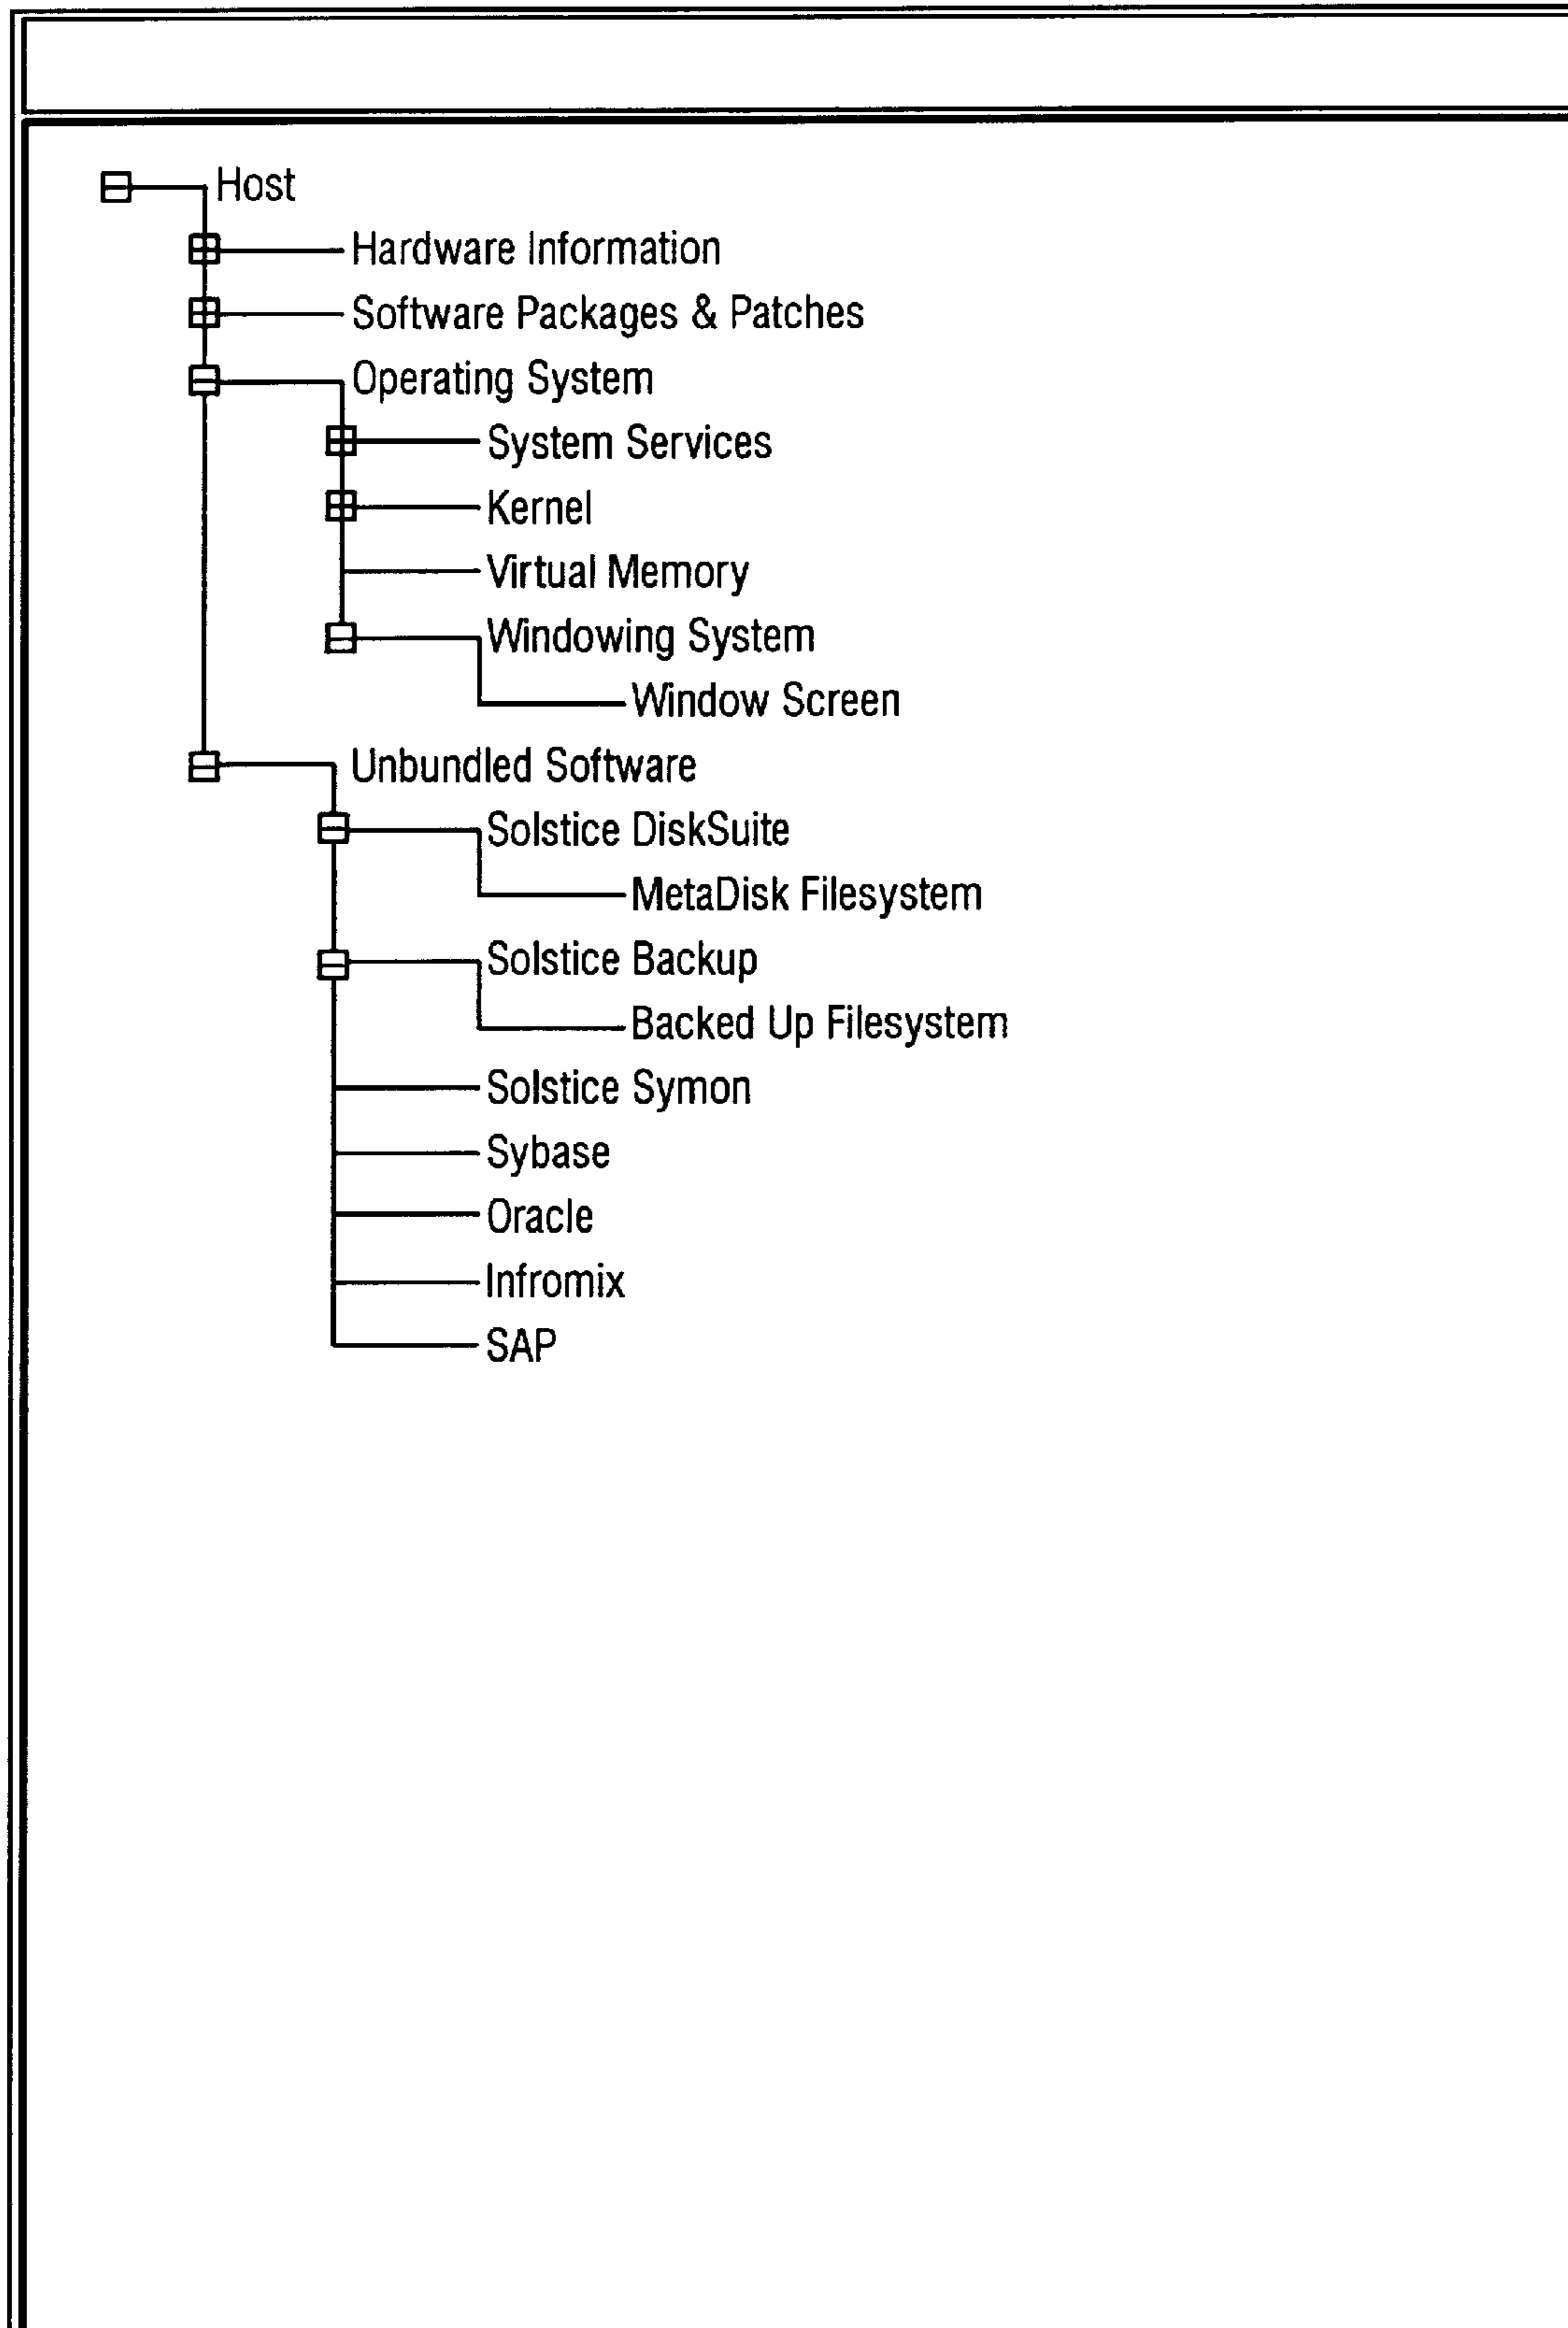 Host
Hardware Information
Software Packages & Patches
Operating System
System Services
Kernel
Virtual Memory
Windowing System
Window Screen
Unbundled Software
Solstice DiskSuite
MetaDisk Filesystem
Solstice Backup
Backed Up Filesystem
Solstice Symon
Sybase
Oracle
Infromix
SAP